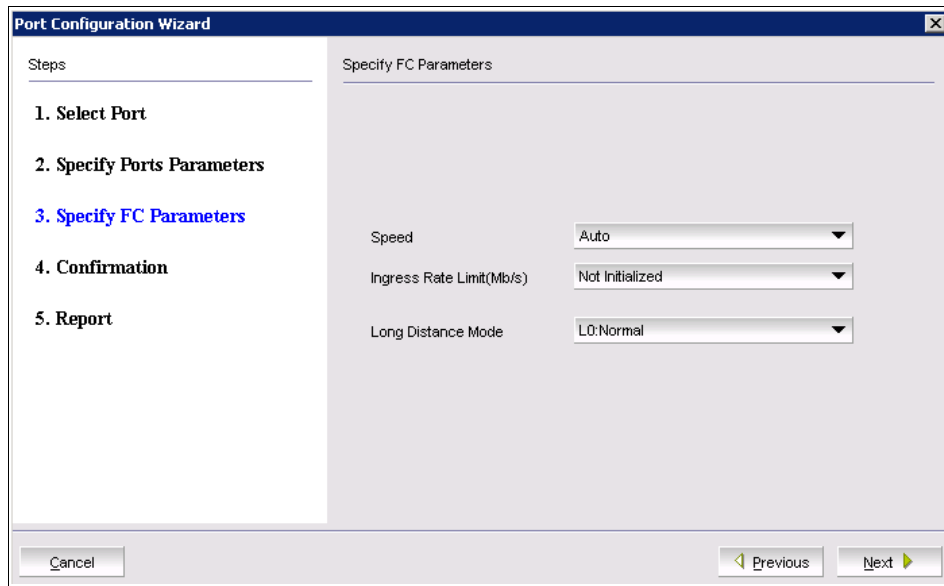 Port Configuration Wizard
Steps
1. Select Port
2. Specify Ports Parameters
3. Specify FC Parameters
4. Confirmation
5. Report
Specify FC Parameters
Speed Auto
Ingress Rate Limit(Mb/s) Not Initialized
Long Distance Mode L0:Normal
Cancel Previous Next